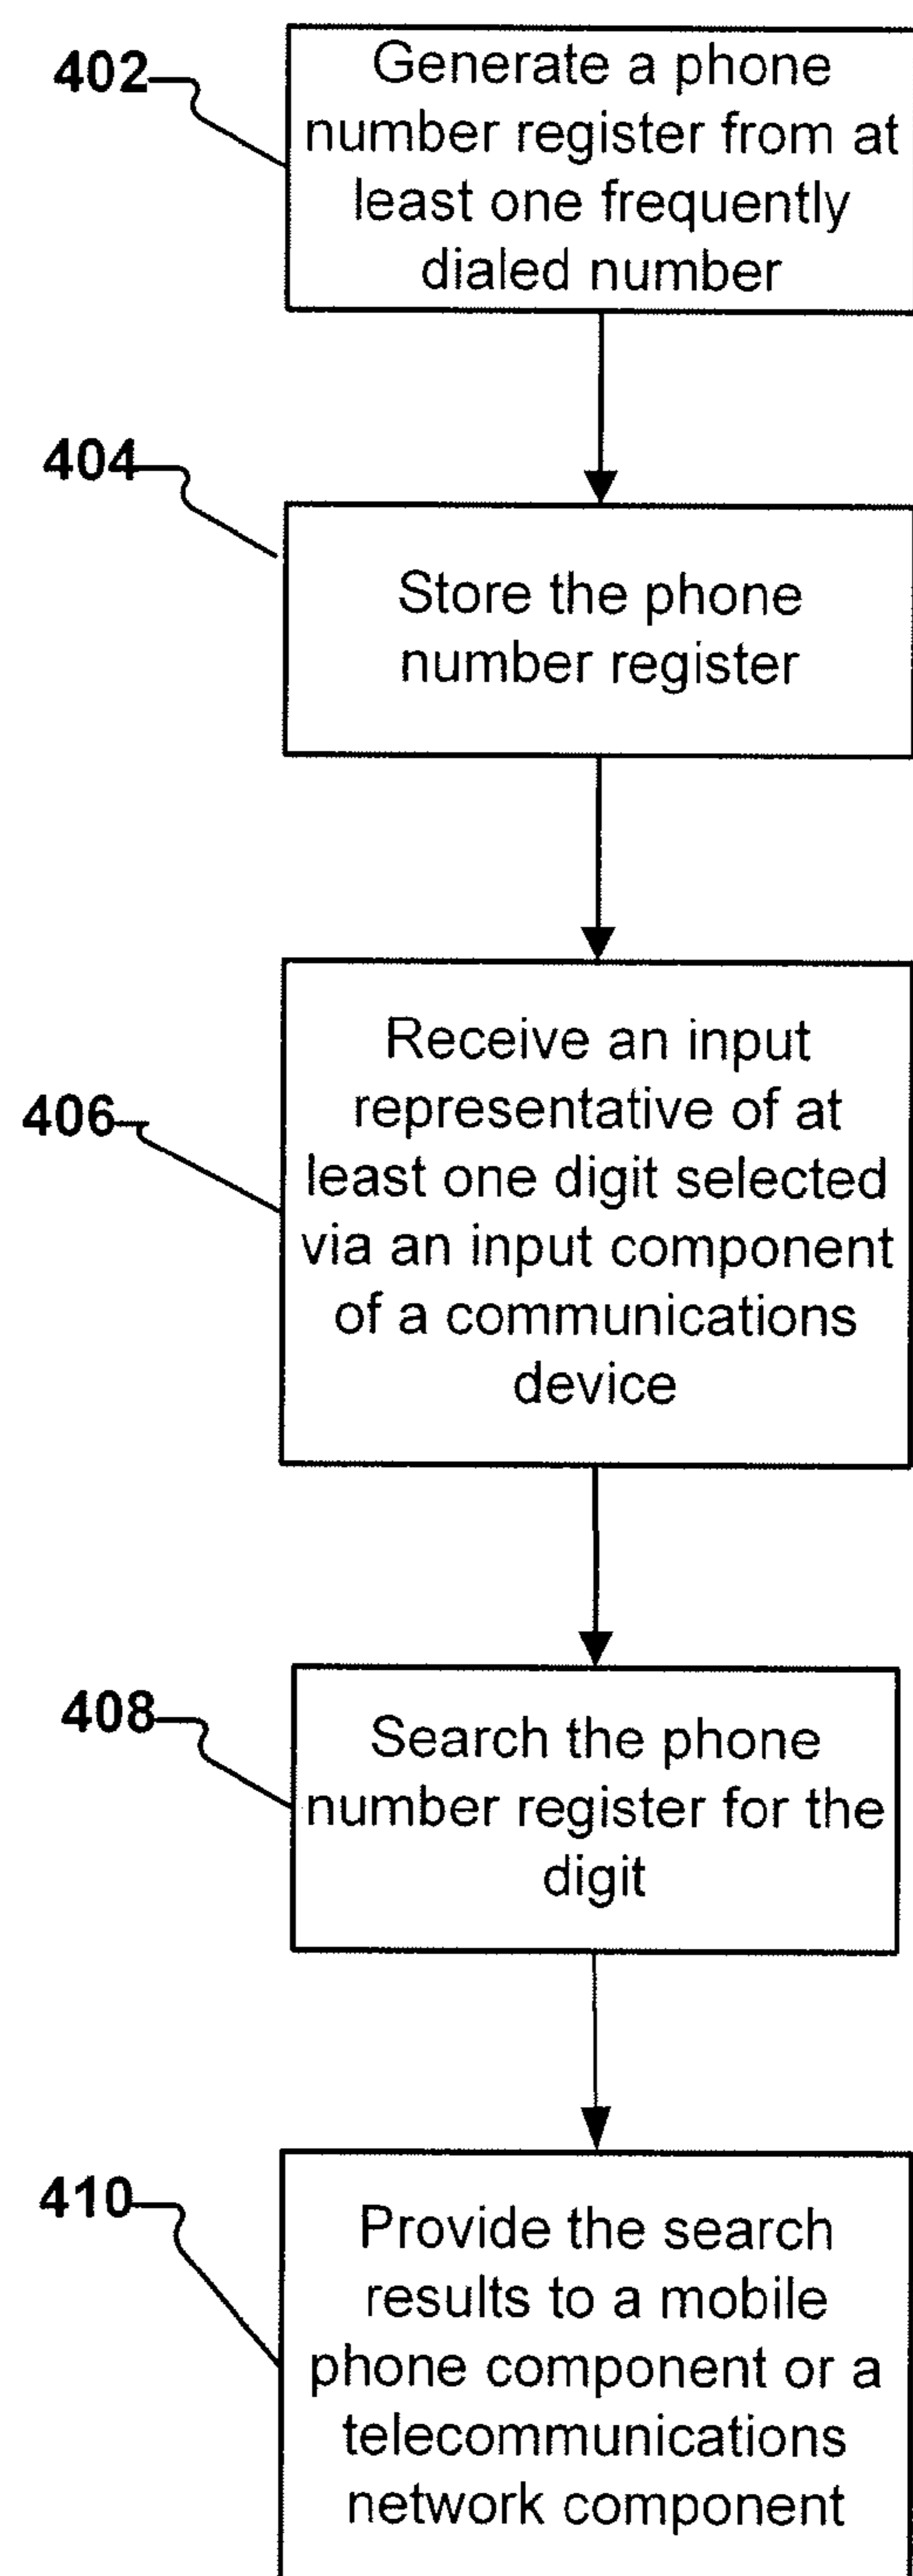 402
Generate a phone
number register from at
least one frequently
dialed number
404
Store the phone
number register
406
Receive an input
representative of at
least one digit selected
via an input component
of a communications
device
408
Search the phone
number register for the
digit
410
Provide the search
results to a mobile
phone component or a
telecommunications
network component